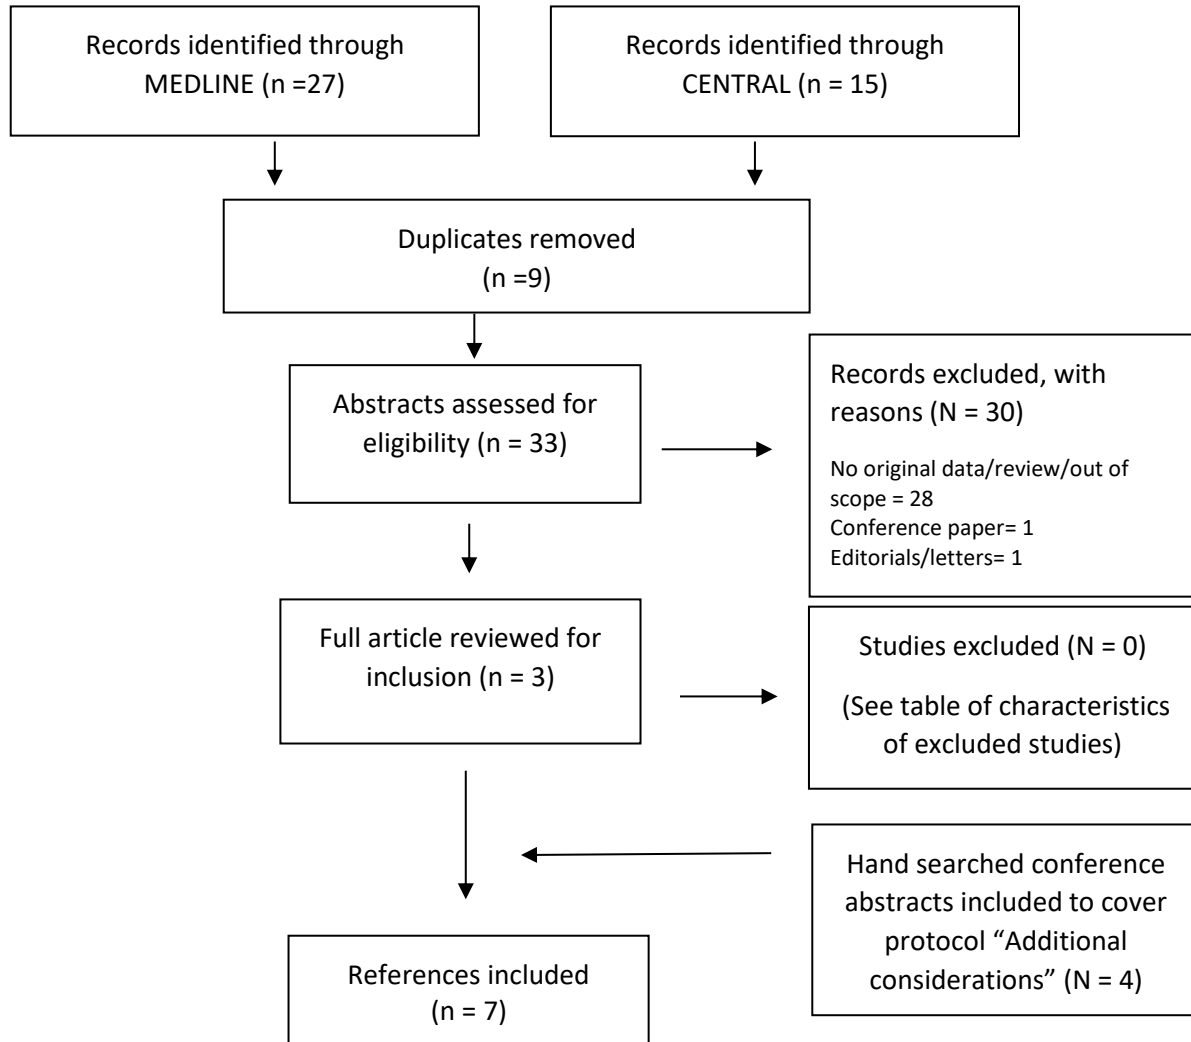 Records identified through
MEDLINE (n =27)
Records identified through
CENTRAL (n = 15)
Duplicates removed
(n =9)
Abstracts assessed for
eligibility (n = 33)
Records excluded, with
reasons (N = 30)
No original data/review/out of
scope = 28
Conference paper= 1
Editorials/letters= 1
Full article reviewed for
inclusion (n = 3)
Studies excluded (N = 0)
(See table of characteristics
of excluded studies)
Hand searched conference
abstracts included to cover
protocol “Additional
considerations” (N = 4)
References included
(n = 7)